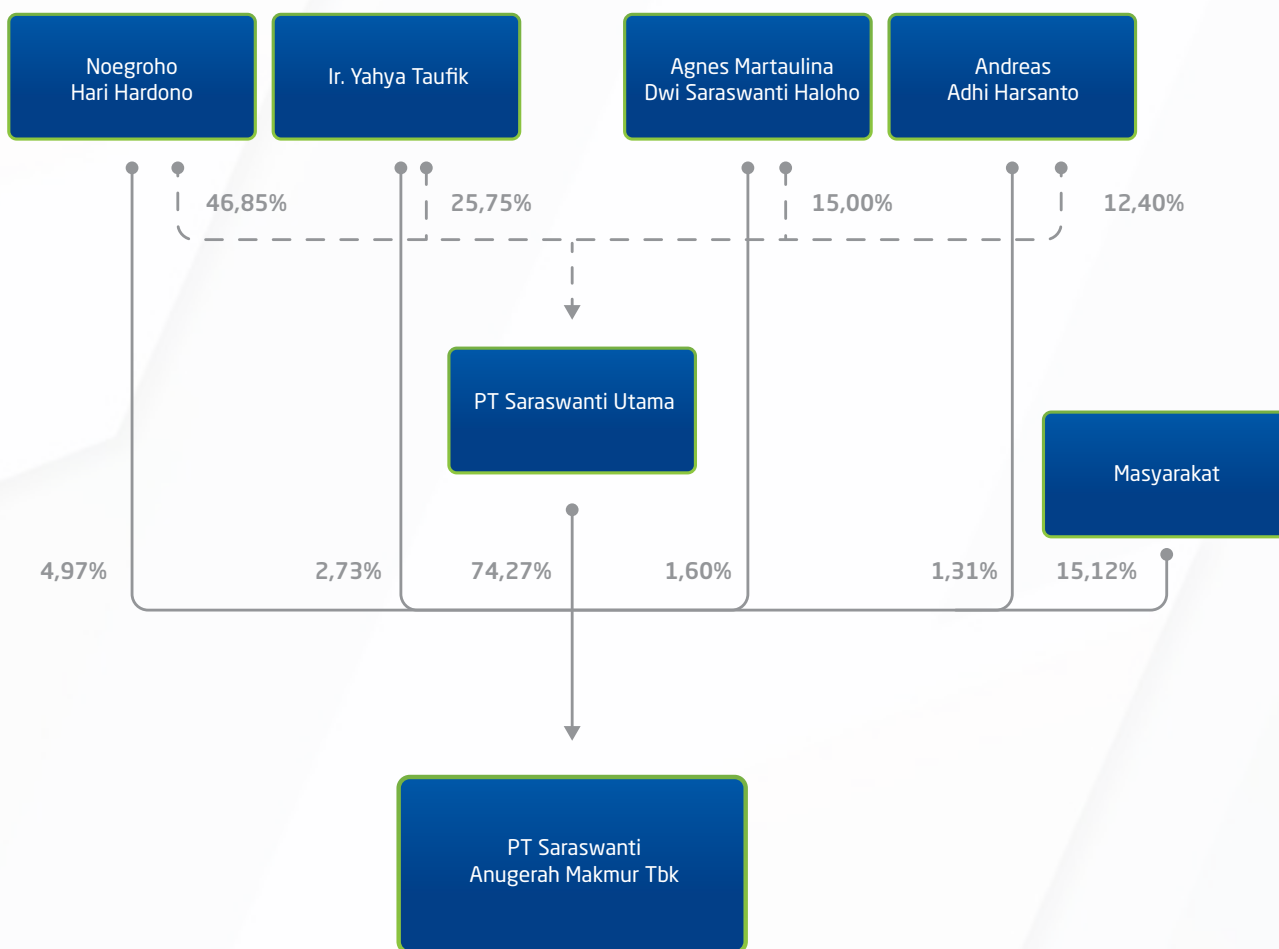 Noegroho
Hari Hardono
Ir. Yahya Taufik
Agnes Martaulina
Dwi Saraswanti Haloho
Andreas
Adhi Harsanto
46,85%
25,75%
15,00%
12,40%
PT Saraswanti Utama
Masyarakat
4,97%
2,73%
74,27%
1,60%
1,31%
15,12%
PT Saraswanti
Anugerah Makmur Tbk